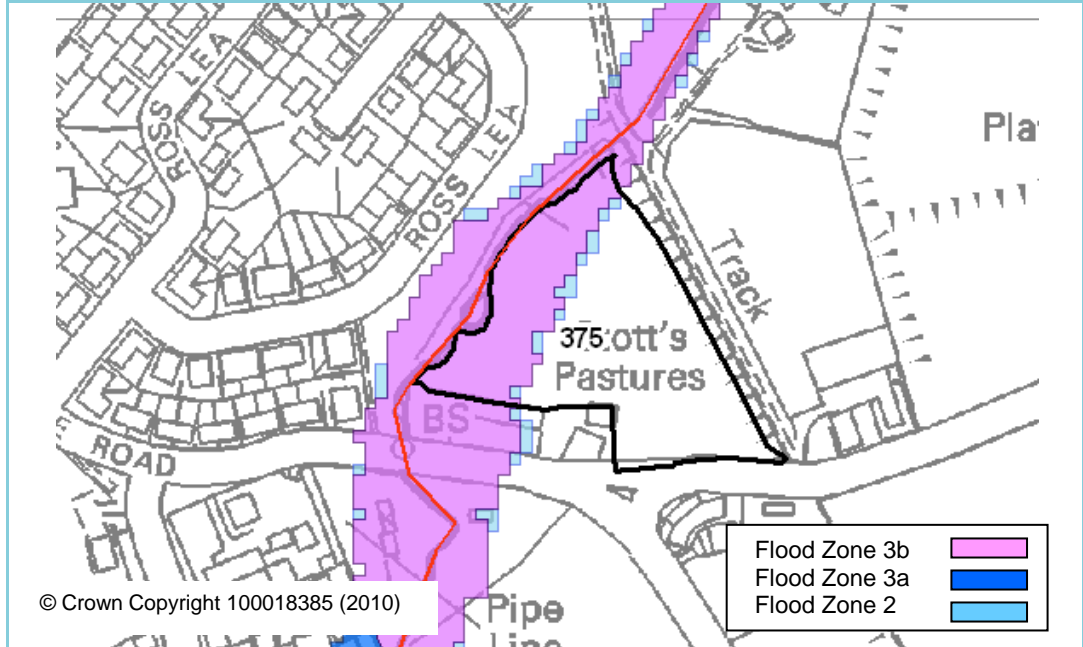 ROSS LEA
Pla
ROSS LEA
Track
375
ott's
Pastures
BS
ROAD
Flood Zone 3b
Flood Zone 3a
Flood Zone 2
© Crown Copyright 100018385 (2010)
Pipe
Line